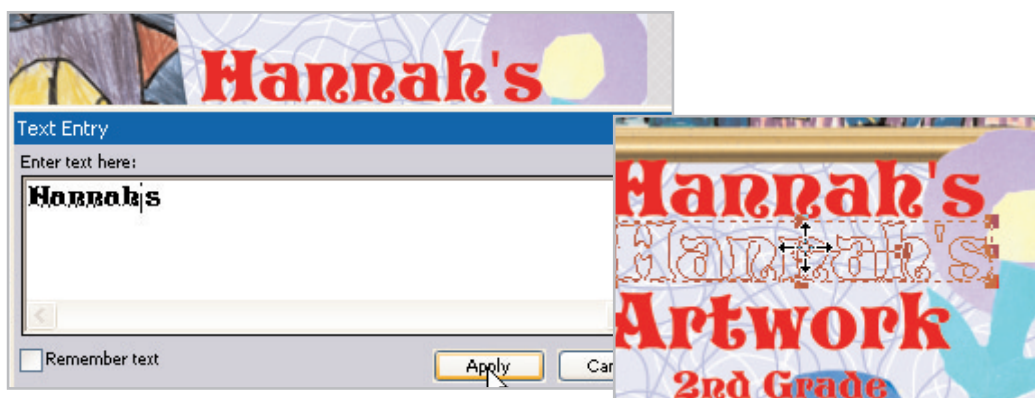 Hannah's
Text Entry
Enter text here:
Hannah's
Remember text
Apply
Hannah's
Hannah's
Artwork
2nd Grade